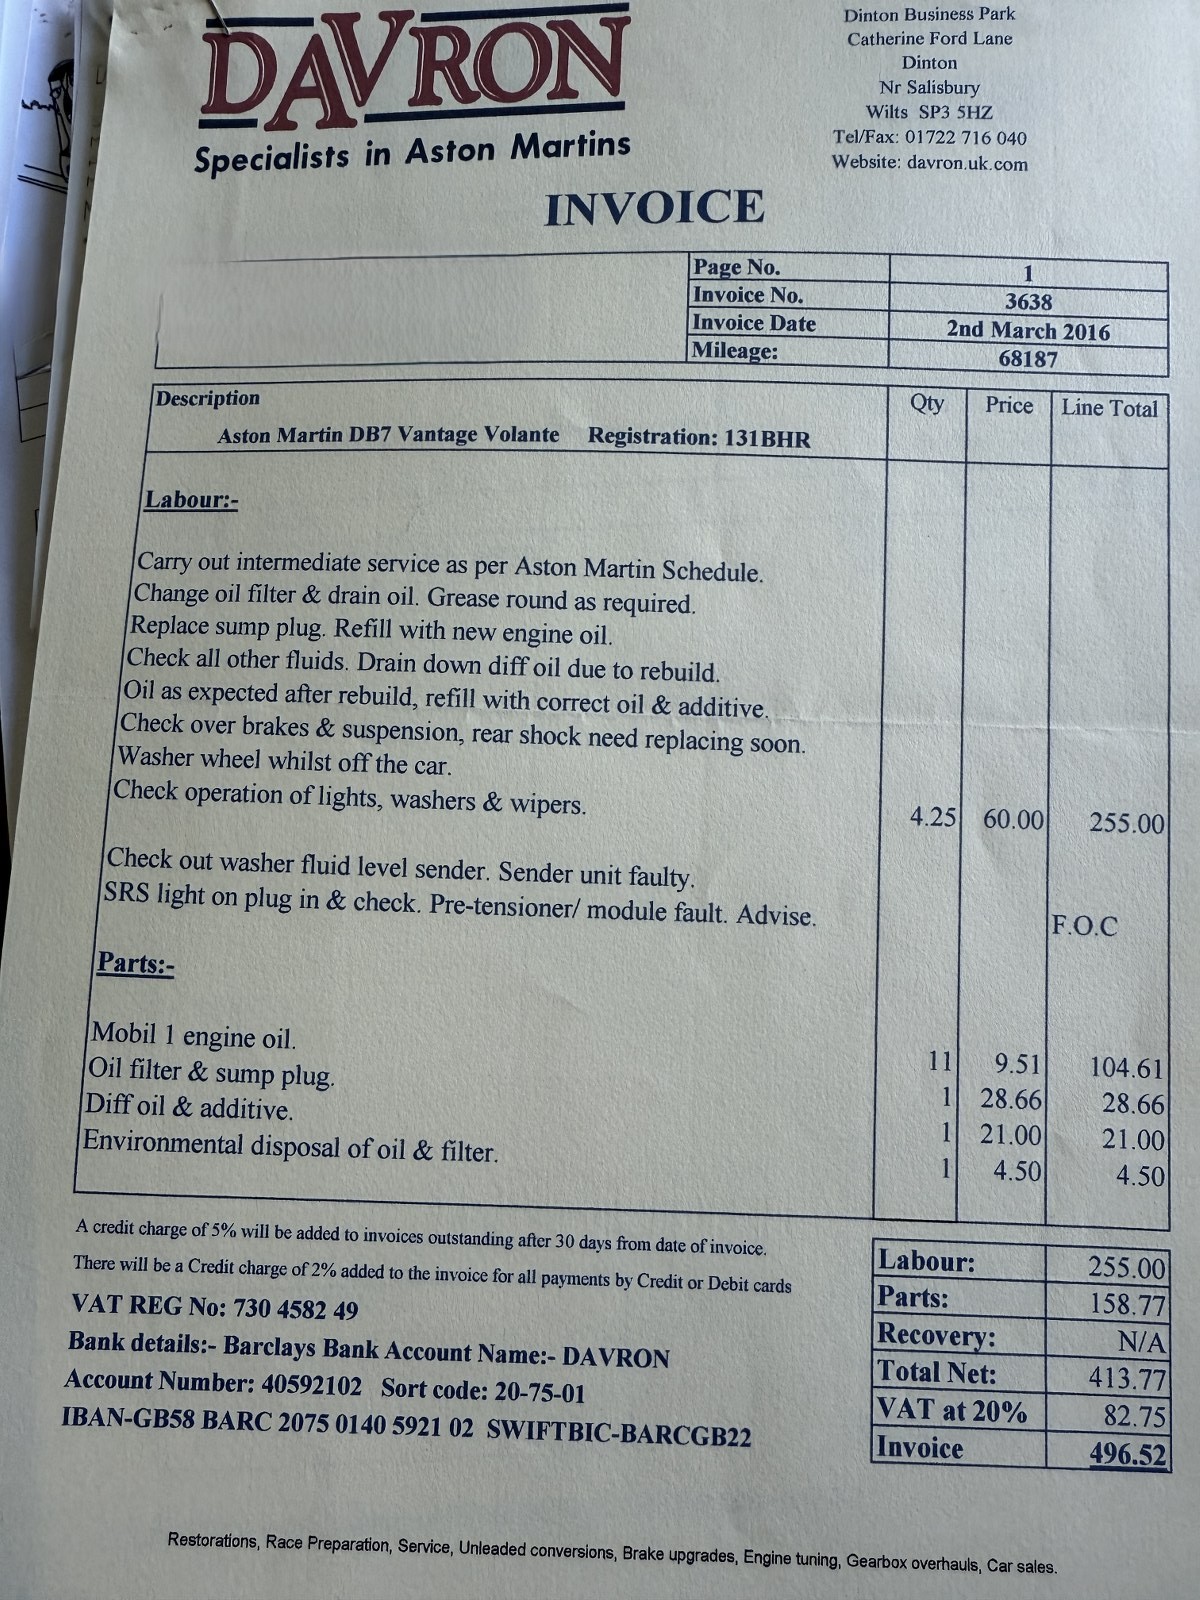 DAVRON
Specialists in Aston Martins
Dinton Business Park
Catherine Ford Lane
Dinton
Nr Salisbury
Wilts SP3 5HZ
Tel/Fax: 01722 716 040
Website: davron.uk.com
INVOICE
Page No. 1
Invoice No. 3638
Invoice Date 2nd March 2016
Mileage: 68187
Description Qty Price Line Total
Aston Martin DB7 Vantage Volante Registration: 131BHR
Labour:-
Carry out intermediate service as per Aston Martin Schedule.
Change oil filter & drain oil. Grease round as required.
Replace sump plug. Refill with new engine oil.
Check all other fluids. Drain down diff oil due to rebuild.
Oil as expected after rebuild, refill with correct oil & additive.
Check over brakes & suspension, rear shock need replacing soon.
Washer wheel whilst off the car.
Check operation of lights, washers & wipers. 4.25 60.00 255.00
Check out washer fluid level sender. Sender unit faulty.
SRS light on plug in & check. Pre-tensioner/ module fault. Advise. F.O.C
Parts:-
Mobil 1 engine oil. 11 9.51 104.61
Oil filter & sump plug. 1 28.66 28.66
Diff oil & additive. 1 21.00 21.00
Environmental disposal of oil & filter. 1 4.50 4.50
A credit charge of 5% will be added to invoices outstanding after 30 days from date of invoice.
There will be a Credit charge of 2% added to the invoice for all payments by Credit or Debit cards
VAT REG No: 730 4582 49
Bank details:- Barclays Bank Account Name:- DAVRON
Account Number: 40592102 Sort code: 20-75-01
IBAN-GB58 BARC 2075 0140 5921 02 SWIFTBIC-BARCGB22
Labour: 255.00
Parts: 158.77
Recovery: N/A
Total Net: 413.77
VAT at 20% 82.75
Invoice 496.52
Restorations, Race Preparation, Service, Unleaded conversions, Brake upgrades, Engine tuning, Gearbox overhauls, Car sales.